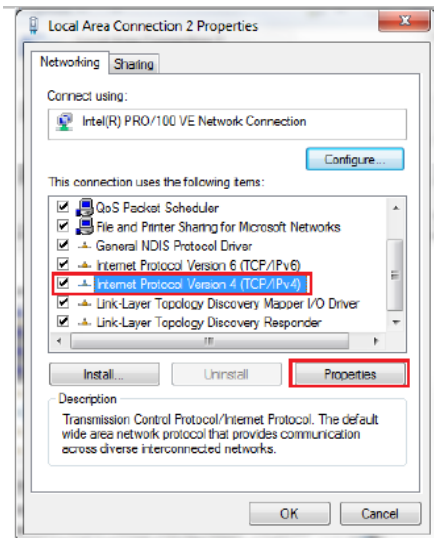 Local Area Connection 2 Properties
Networking
Sharing
Connect using:
Intel(R) PRO/100 VE Network Connection
Configure...
This connection uses the following items:
QoS Packet Scheduler
File and Printer Sharing for Microsoft Networks
General NDIS Protocol Driver
Internet Protocol Version 6 (TCP/IPv6)
Internet Protocol Version 4 (TCP/IPv4)
Link-Layer Topology Discovery Mapper I/O Driver
Link-Layer Topology Discovery Responder
Install...
Uninstall
Properties
Description
Transmission Control Protocol/Internet Protocol. The default
wide area network protocol that provides communication
across diverse interconnected networks.
OK
Cancel